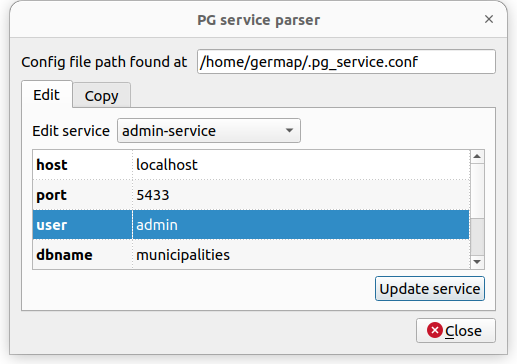 PG service parser
Config file path found at /home/germap/.pg_service.conf
Edit Copy
Edit service admin-service
host localhost
port 5433
user admin
dbname municipalities
Update service
Close